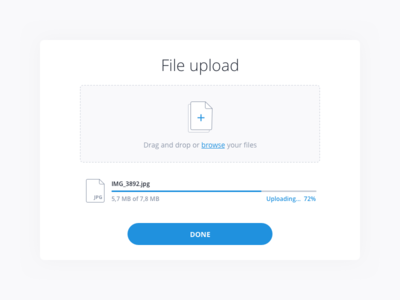 File upload
Drag and drop or browse your files
IMG_3892.jpg
JPG
5,7 MB of 7,8 MB Uploading... 72%
DONE